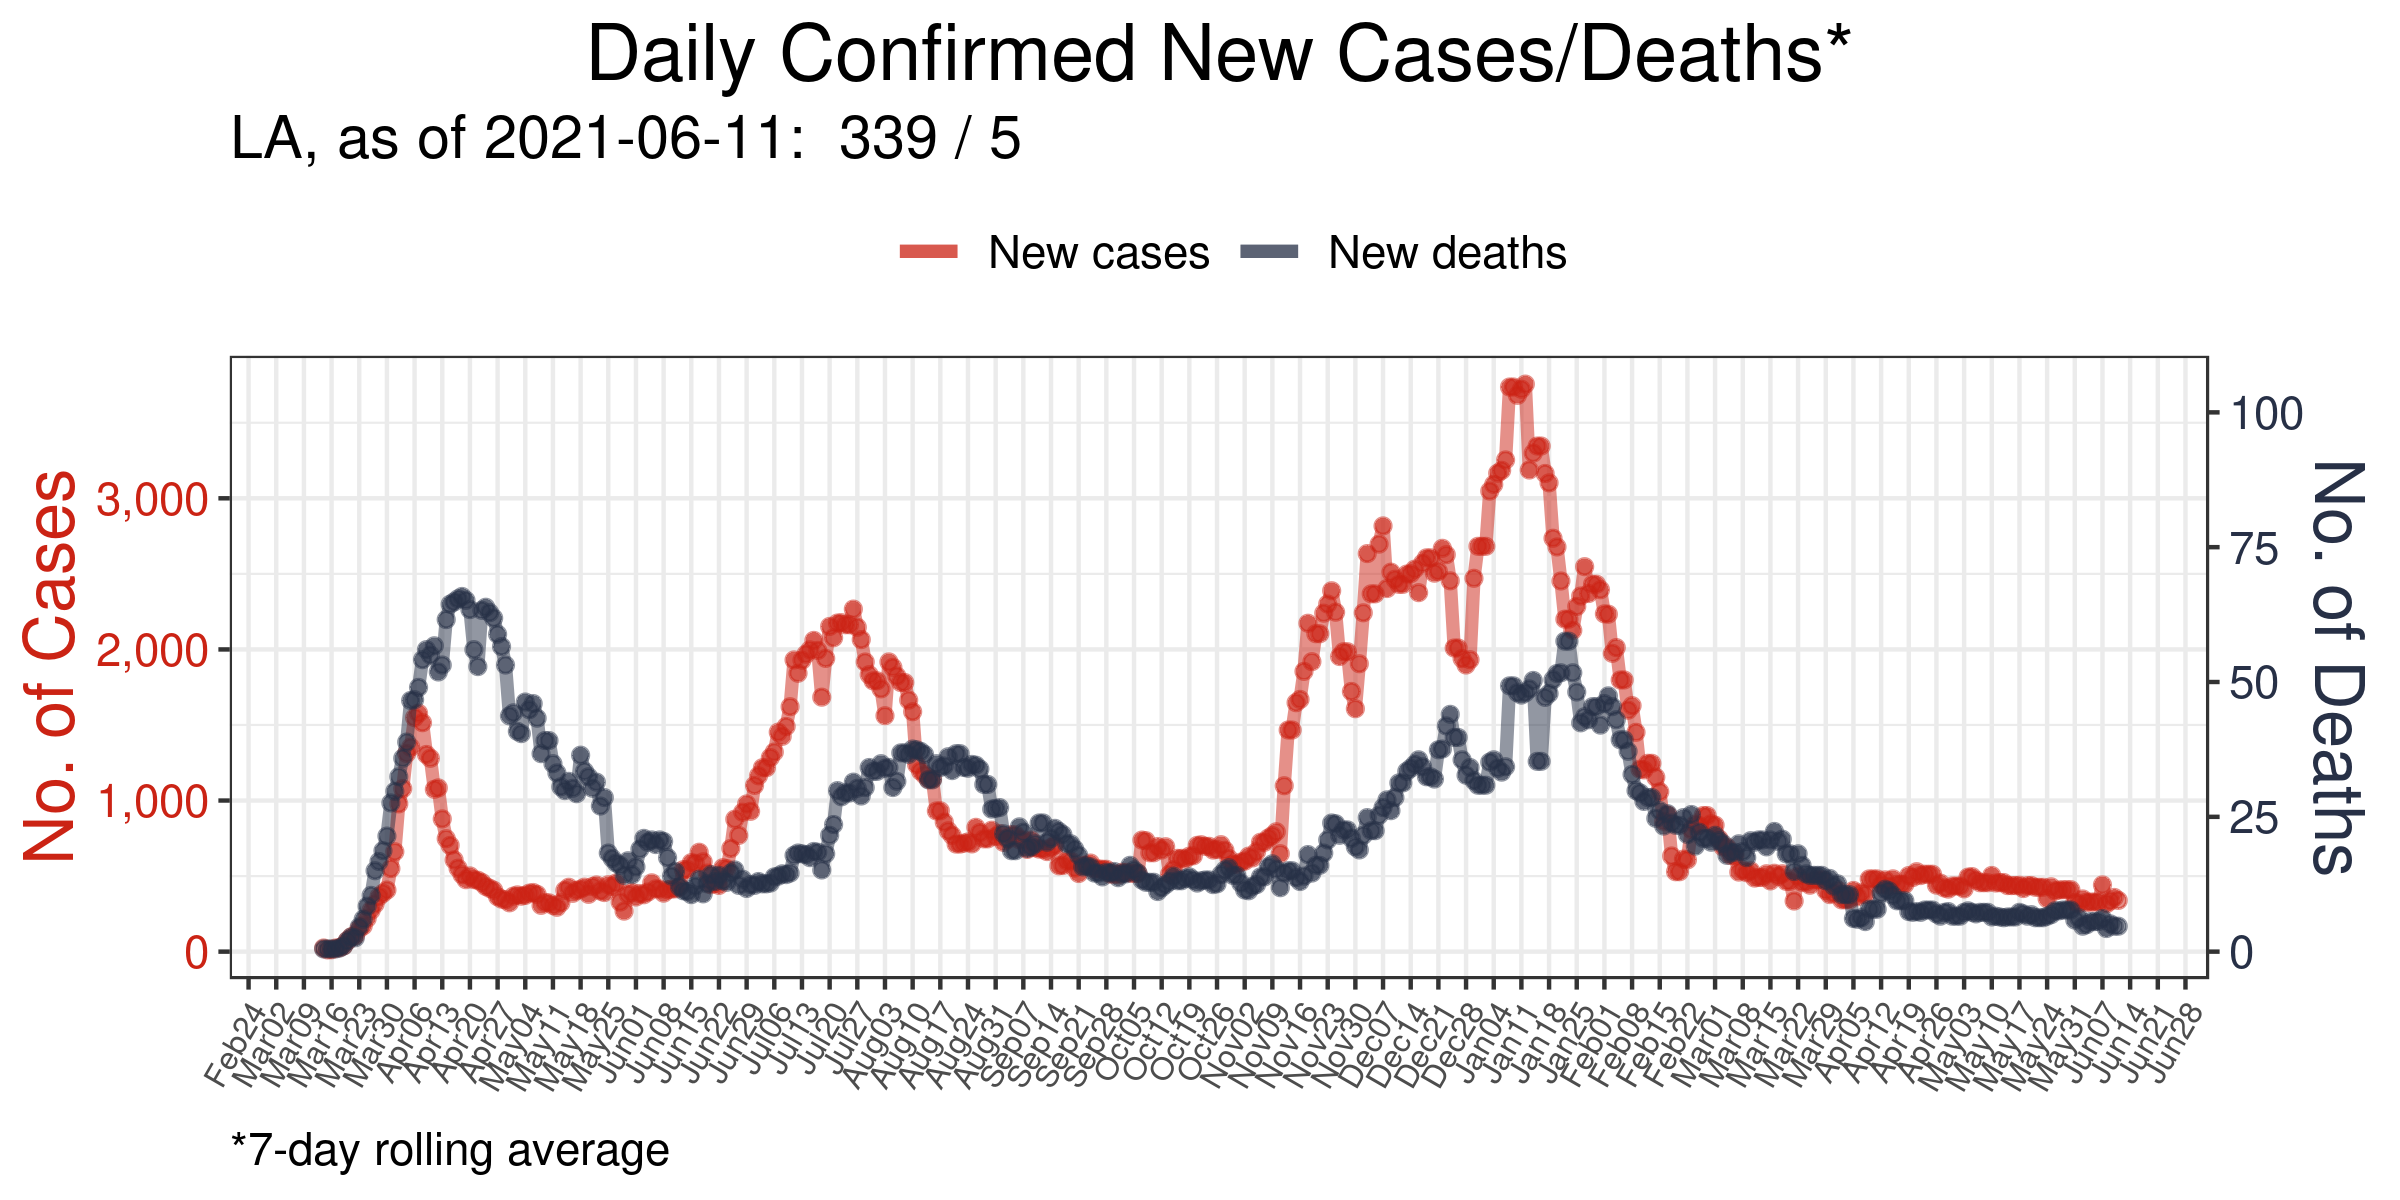 Daily Confirmed New Cases/Deaths*
LA, as of 2021-06-11:  339 / 5
New cases
New deaths
No. of Cases
3,000
2,000
1,000
0
100
75
50
25
0
No. of Deaths
Feb24
Mar02
Mar09
Mar16
Mar23
Mar30
Apr06
Apr13
Apr20
Apr27
May04
May11
May18
May25
Jun01
Jun08
Jun15
Jun22
Jun29
Jul06
Jul13
Jul20
Jul27
Aug03
Aug10
Aug17
Aug24
Aug31
Sep07
Sep14
Sep21
Sep28
Oct05
Oct12
Oct19
Oct26
Nov02
Nov09
Nov16
Nov23
Nov30
Dec07
Dec14
Dec21
Dec28
Jan04
Jan11
Jan18
Jan25
Feb01
Feb08
Feb15
Feb22
Mar01
Mar08
Mar15
Mar22
Mar29
Apr05
Apr12
Apr19
Apr26
May03
May10
May17
May24
May31
Jun07
Jun14
Jun21
Jun28
*7-day rolling average